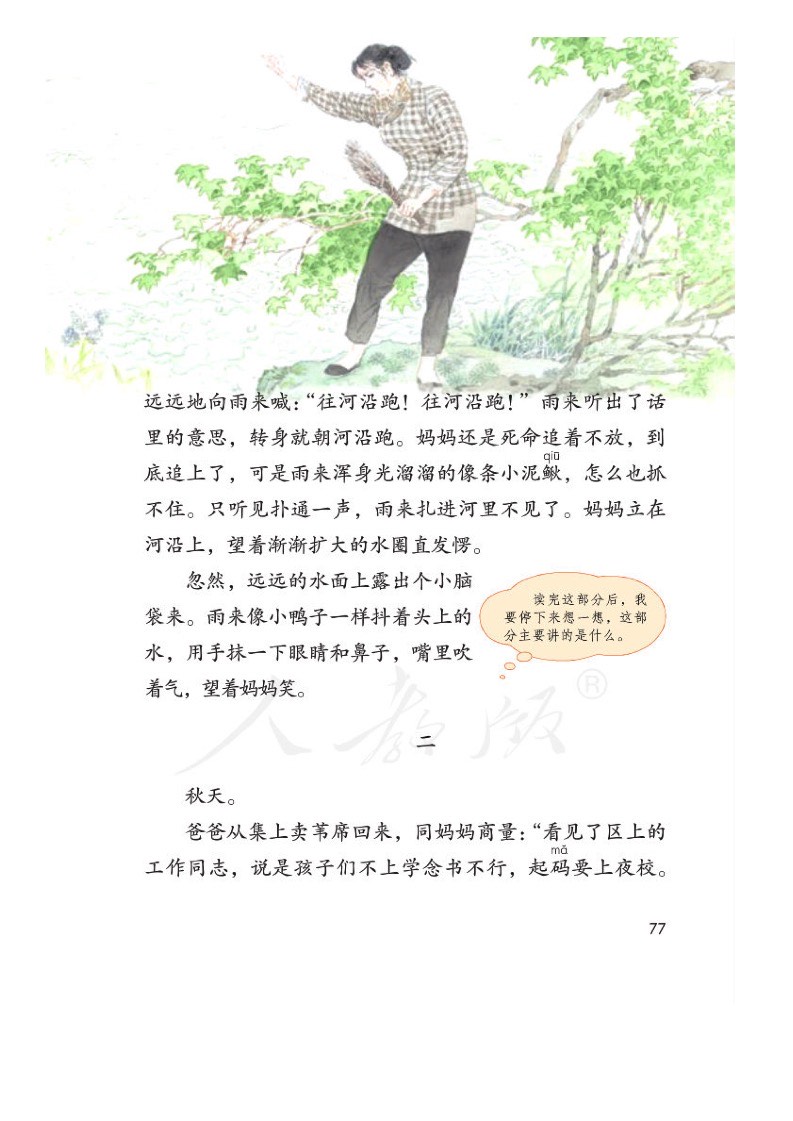 远远地向雨来喊：“往河沿跑！往河沿跑！”雨来听出了话
里的意思，转身就朝河沿跑。妈妈还是死命追着不放，到
qiū
底追上了，可是雨来浑身光溜溜的像条小泥鳅，怎么也抓
不住。只听见扑通一声，雨来扎进河里不见了。妈妈立在
河沿上，望着渐渐扩大的水圈直发愣。
忽然，远远的水面上露出个小脑
袋来。雨来像小鸭子一样抖着头上的
水，用手抹一下眼睛和鼻子，嘴里吹
着气，望着妈妈笑。
读完这部分后，我
要停下来想一想，这部
分主要讲的是什么。
人教版®
二
秋天。
爸爸从集上卖苇席回来，同妈妈商量：“看见了区上的
mǎ
工作同志，说是孩子们不上学念书不行，起码要上夜校。
77